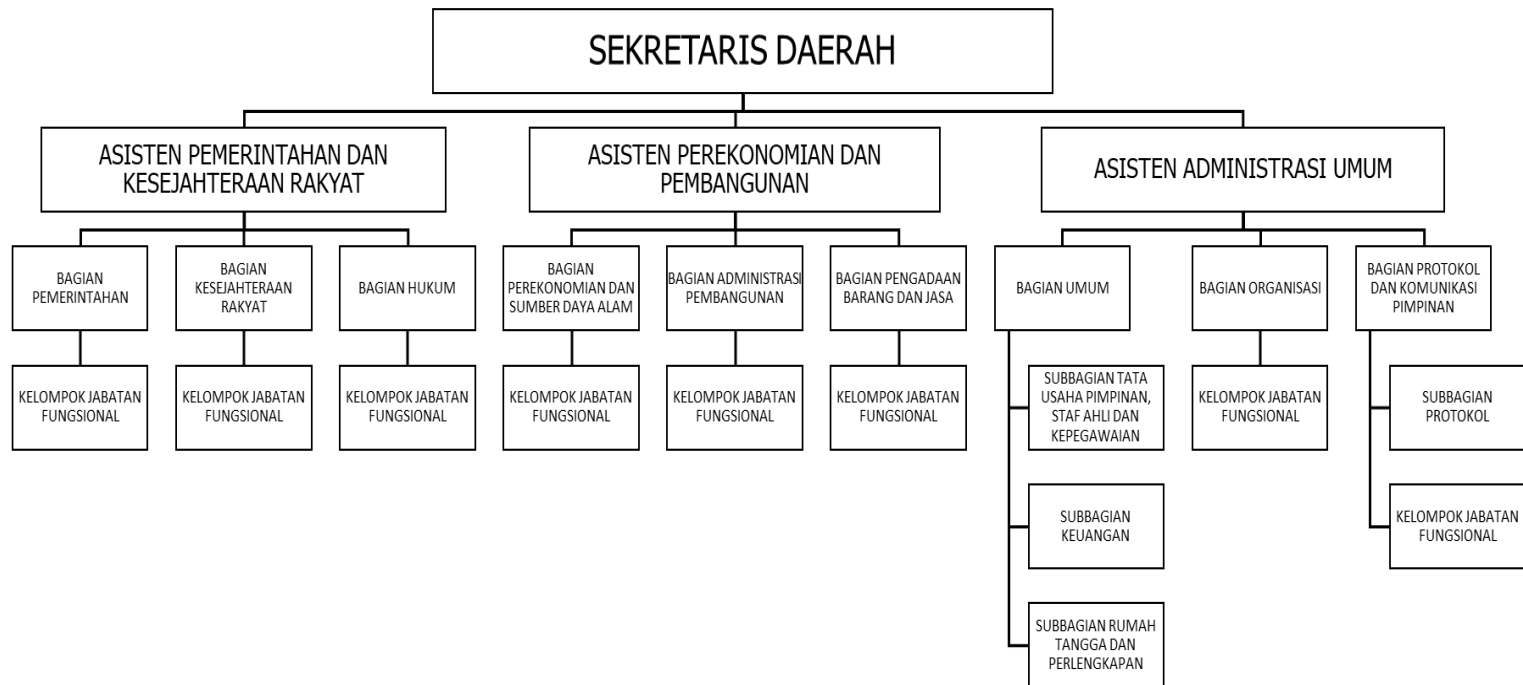 SEKRETARIS DAERAH
ASISTEN PEMERINTAHAN DAN
KESEJAHTERAAN RAKYAT
ASISTEN PEREKONOMIAN DAN
PEMBANGUNAN
ASISTEN ADMINISTRASI UMUM
BAGIAN
PEMERINTAHAN
BAGIAN
KESEJAHTERAAN
RAKYAT
BAGIAN HUKUM
BAGIAN
PEREKONOMIAN DAN
SUMBER DAYA ALAM
BAGIAN ADMINISTRASI
PEMBANGUNAN
BAGIAN PENGADAAN
BARANG DAN JASA
BAGIAN UMUM
BAGIAN ORGANISASI
BAGIAN PROTOKOL
DAN KOMUNIKASI
PIMPINAN
KELOMPOK JABATAN
FUNGSIONAL
KELOMPOK JABATAN
FUNGSIONAL
KELOMPOK JABATAN
FUNGSIONAL
KELOMPOK JABATAN
FUNGSIONAL
KELOMPOK JABATAN
FUNGSIONAL
KELOMPOK JABATAN
FUNGSIONAL
SUBBAGIAN TATA
USAHA PIMPINAN,
STAF AHLI DAN
KEPEGAWAIAN
KELOMPOK JABATAN
FUNGSIONAL
SUBBAGIAN
PROTOKOL
SUBBAGIAN
KEUANGAN
KELOMPOK JABATAN
FUNGSIONAL
SUBBAGIAN RUMAH
TANGGA DAN
PERLENGKAPAN